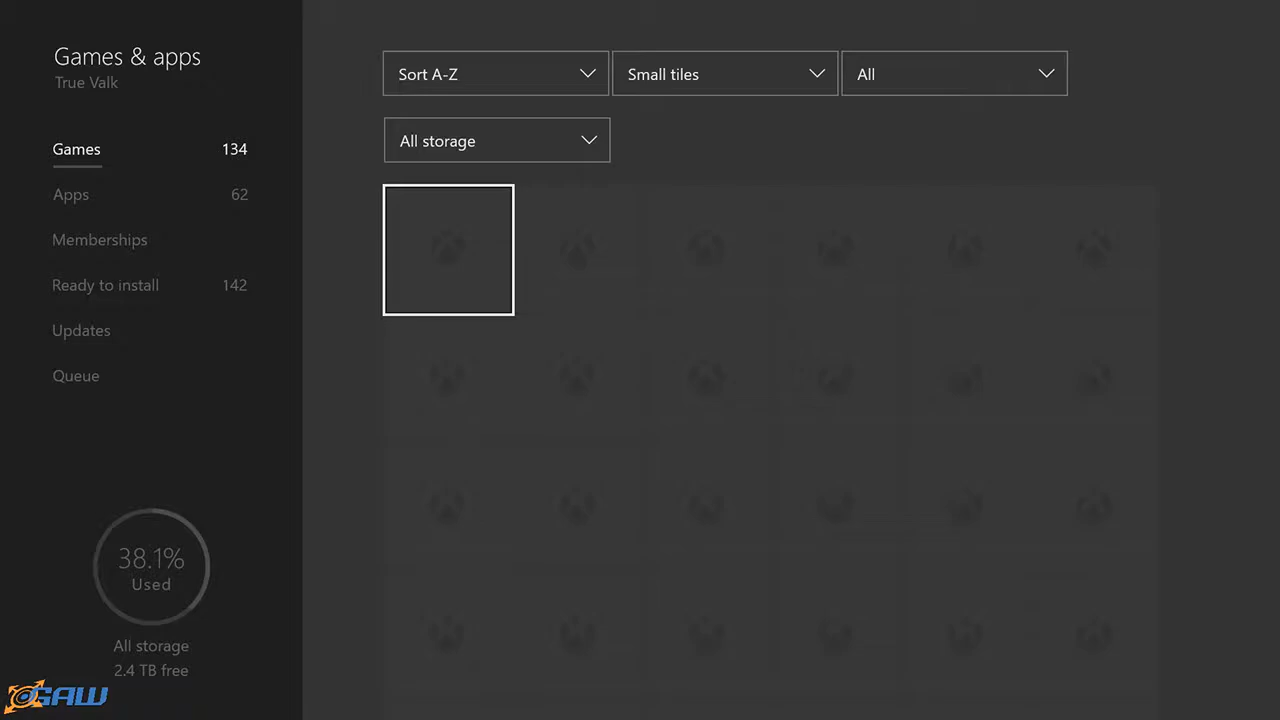 Games & apps
True Valk
Games 134
Apps 62
Memberships
Ready to install 142
Updates
Queue
38.1%
Used
All storage
2.4 TB free
GAW
Sort A-Z
Small tiles
All
All storage